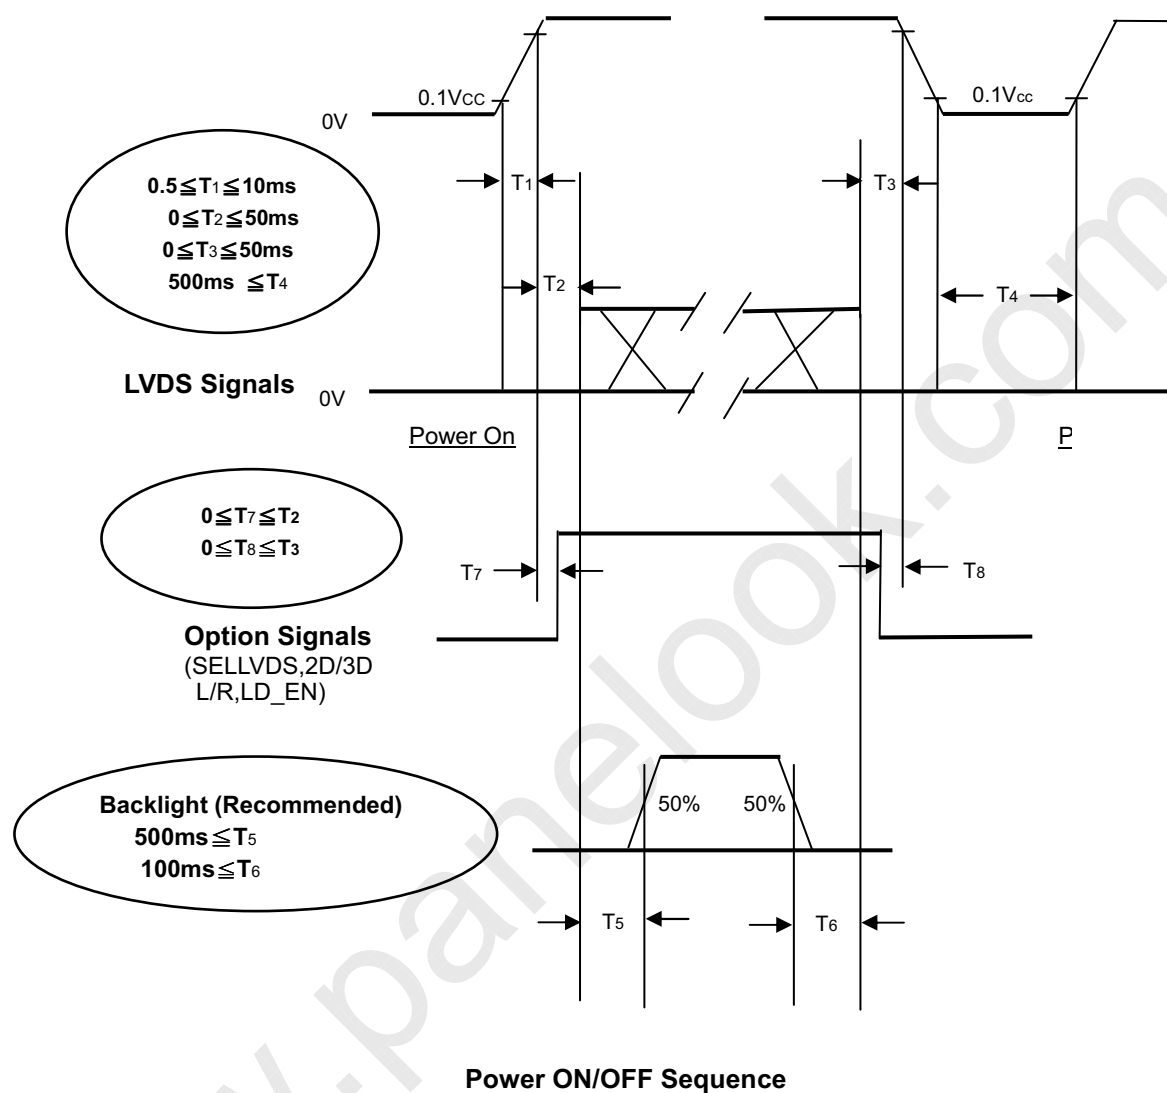 0.1Vcc
0.1Vcc
0V
0.5≦T1≦10ms
0≦T2≦50ms
0≦T3≦50ms
500ms ≦T4
T1
T3
T2
T4
LVDS Signals
0V
Power On
P
0≦T7≦T2
0≦T8≦T3
T7
T8
Option Signals
(SELLVDS,2D/3D
L/R,LD_EN)
Backlight (Recommended)
500ms≦T5
100ms≦T6
50%
50%
T5
T6
Power ON/OFF Sequence
.panelook.com